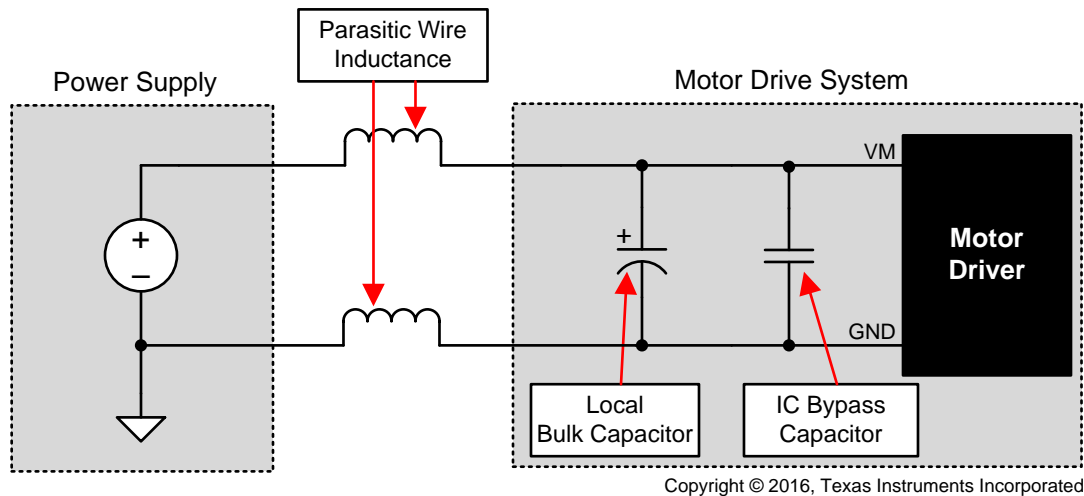 Parasitic Wire
Inductance
Power Supply
Motor Drive System
VM
+
–
+
Motor
Driver
GND
Local
Bulk Capacitor
IC Bypass
Capacitor
Copyright © 2016, Texas Instruments Incorporated